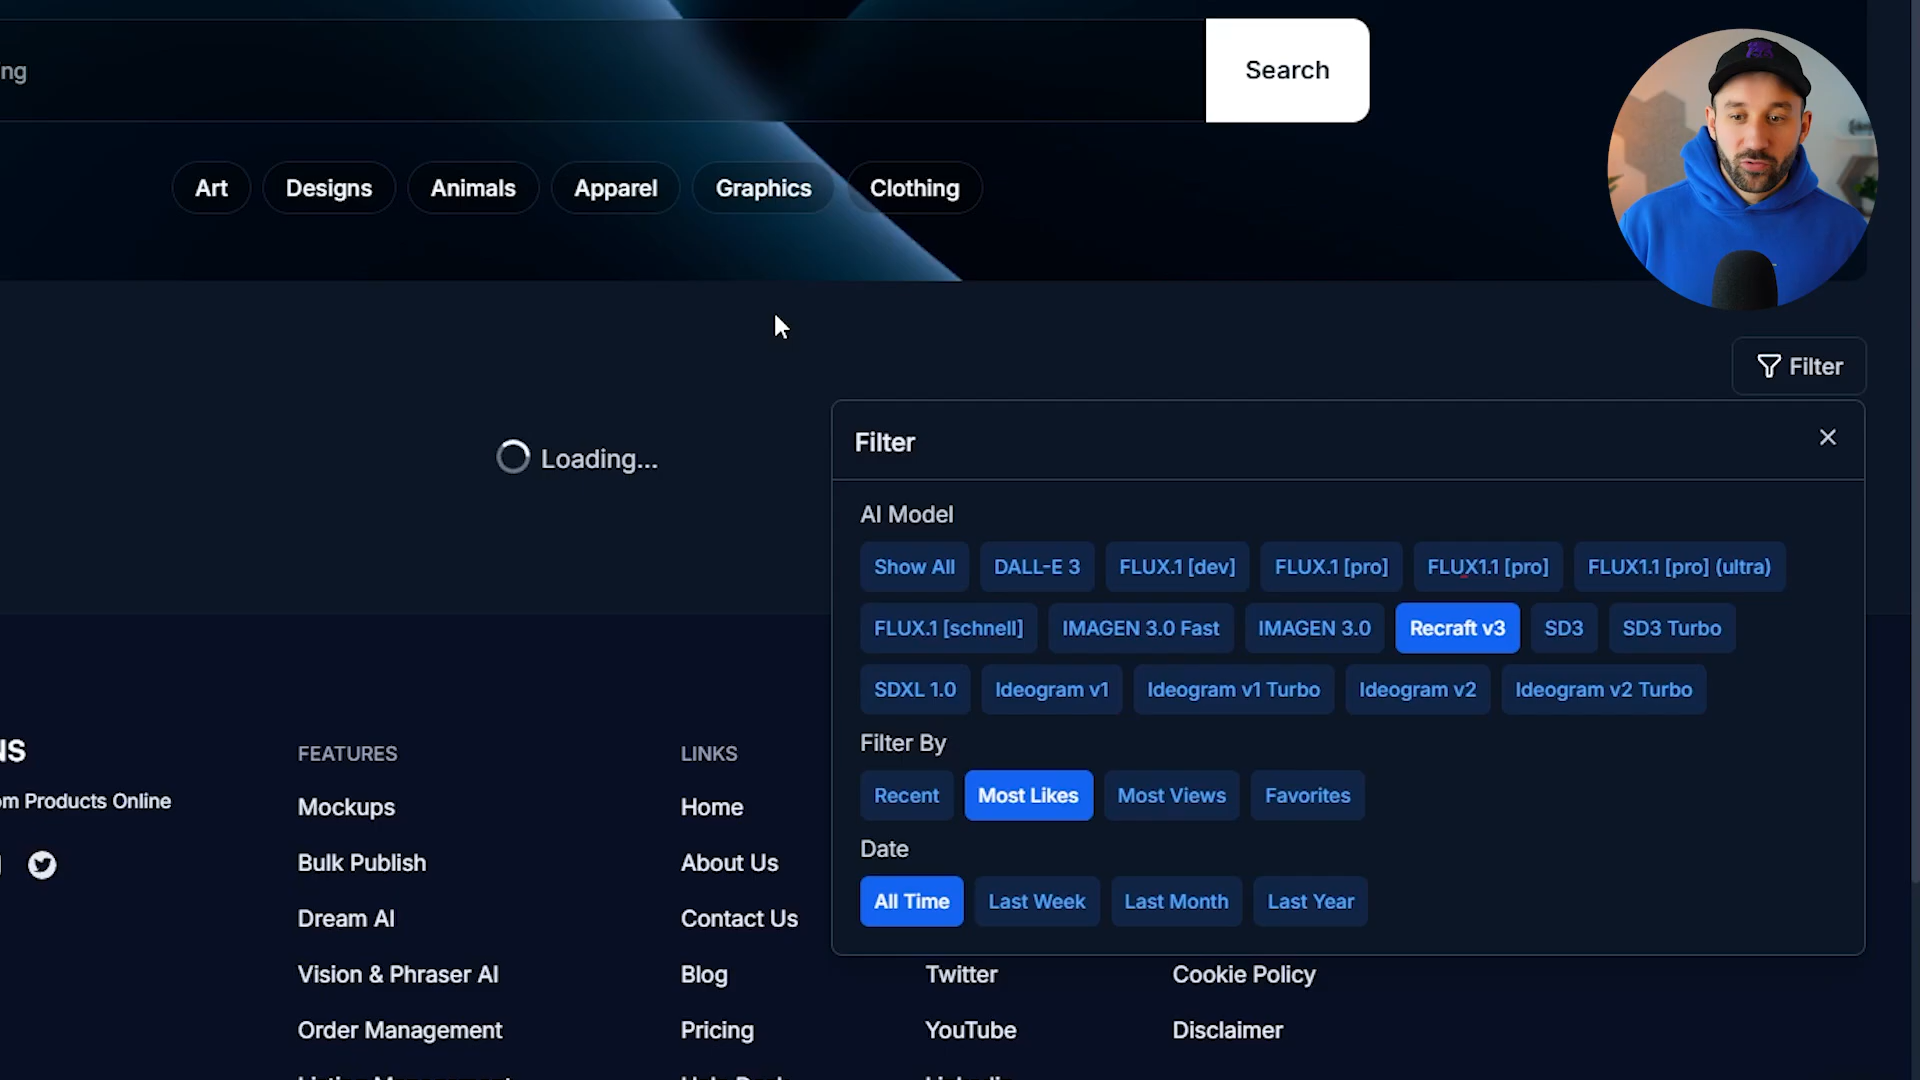 ng
Search
Art
Designs
Animals
Apparel
Graphics
Clothing
Filter
Loading...
Filter
AI Model
Show All
DALL-E 3
FLUX.1 [dev]
FLUX.1 [pro]
FLUX1.1 [pro]
FLUX1.1 [pro] (ultra)
FLUX.1 [schnell]
IMAGEN 3.0 Fast
IMAGEN 3.0
Recraft v3
SD3
SD3 Turbo
SDXL 1.0
Ideogram v1
Ideogram v1 Turbo
Ideogram v2
Ideogram v2 Turbo
Filter By
Recent
Most Likes
Most Views
Favorites
Date
All Time
Last Week
Last Month
Last Year
NS
om Products Online
FEATURES
Mockups
Bulk Publish
Dream AI
Vision & Phraser AI
Order Management
LINKS
Home
About Us
Contact Us
Blog
Pricing
Twitter
YouTube
Cookie Policy
Disclaimer